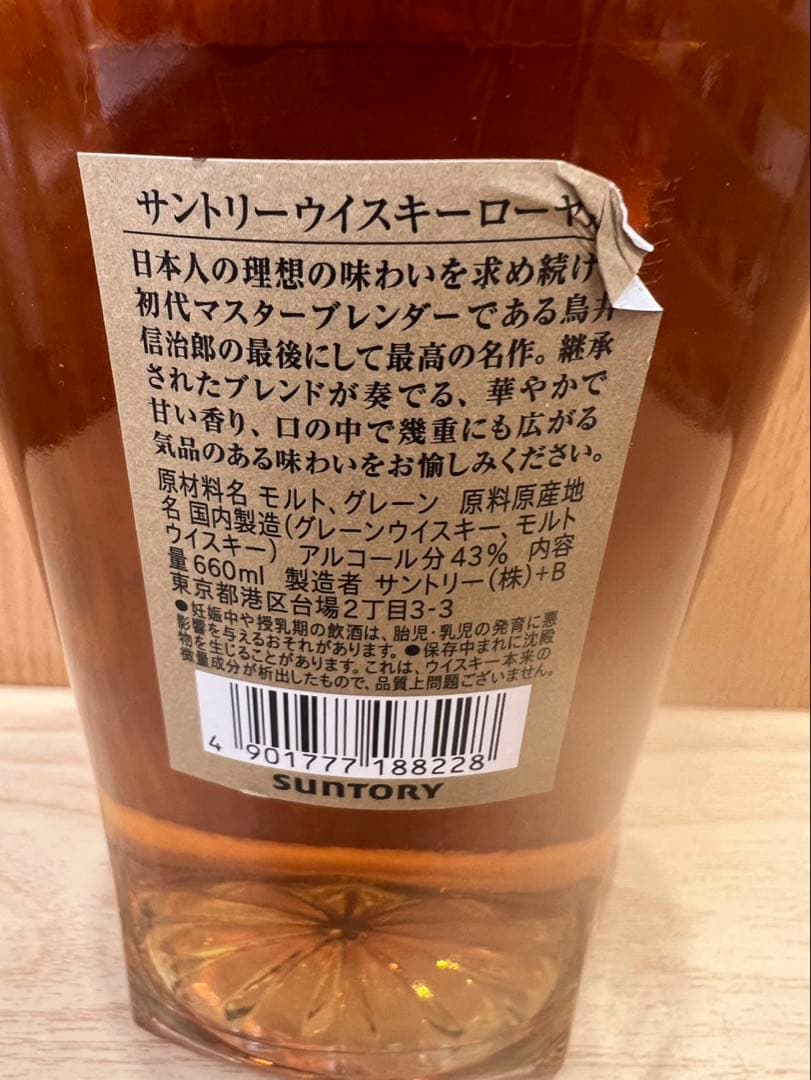 サントリーウイスキーローヤ
日本人の理想の味わいを求め続け
初代マスターブレンダーである鳥井
信治郎の最後にして最高の名作。継承
されたブレンドが奏でる、華やかで
甘い香り、口の中で幾重にも広がる
気品のある味わいをお愉しみください。
原材料名 モルト、グレーン 原料原産地
名 国内製造(グレーンウイスキー、モルト
ウイスキー) アルコール分43% 内容
量660ml 製造者 サントリー(株)+B
東京都港区台場2丁目3-3
●妊娠中や授乳期の飲酒は、胎児・乳児の発育に悪
影響を与えるおそれがあります。●保存中まれに沈殿
物を生じることがあります。これは、ウイスキー本来の
微量成分が析出したもので、品質上問題ございません。
4 901777 188228
SUNTORY